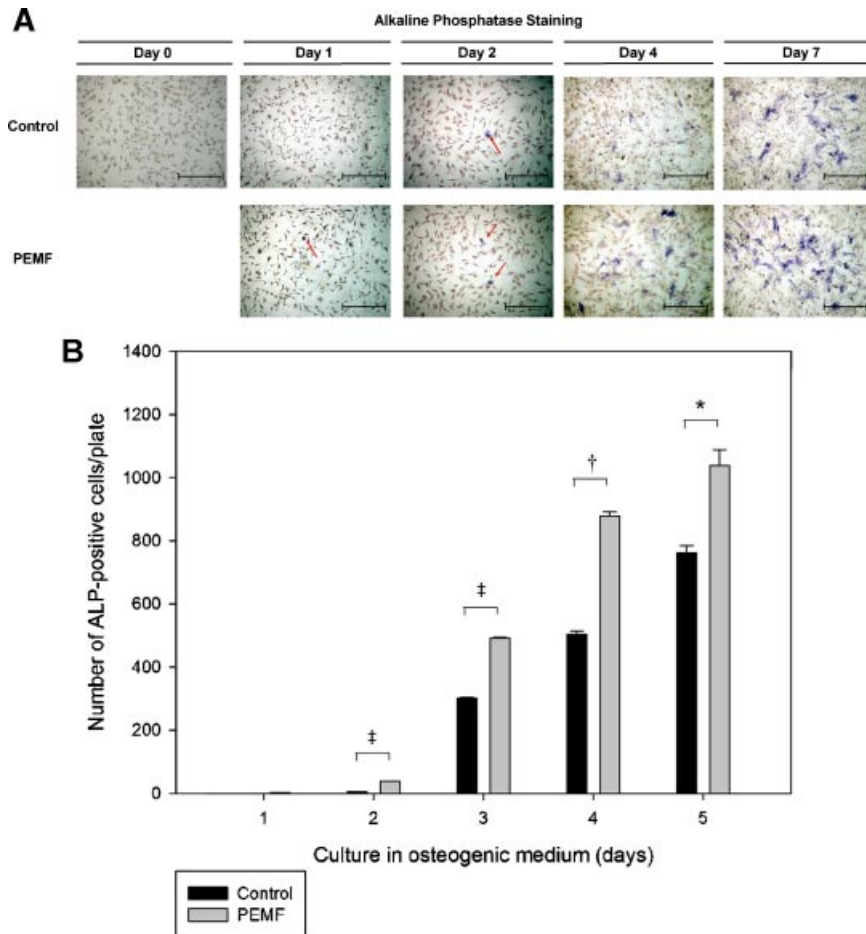 A
Alkaline Phosphatase Staining
Day 0 Day 1 Day 2 Day 4 Day 7
Control
PEMF
B
1400
1200
1000
800
600
400
200
0
Number of ALP-positive cells/plate
‡
‡
†
*
1 2 3 4 5
Culture in osteogenic medium (days)
Control
PEMF